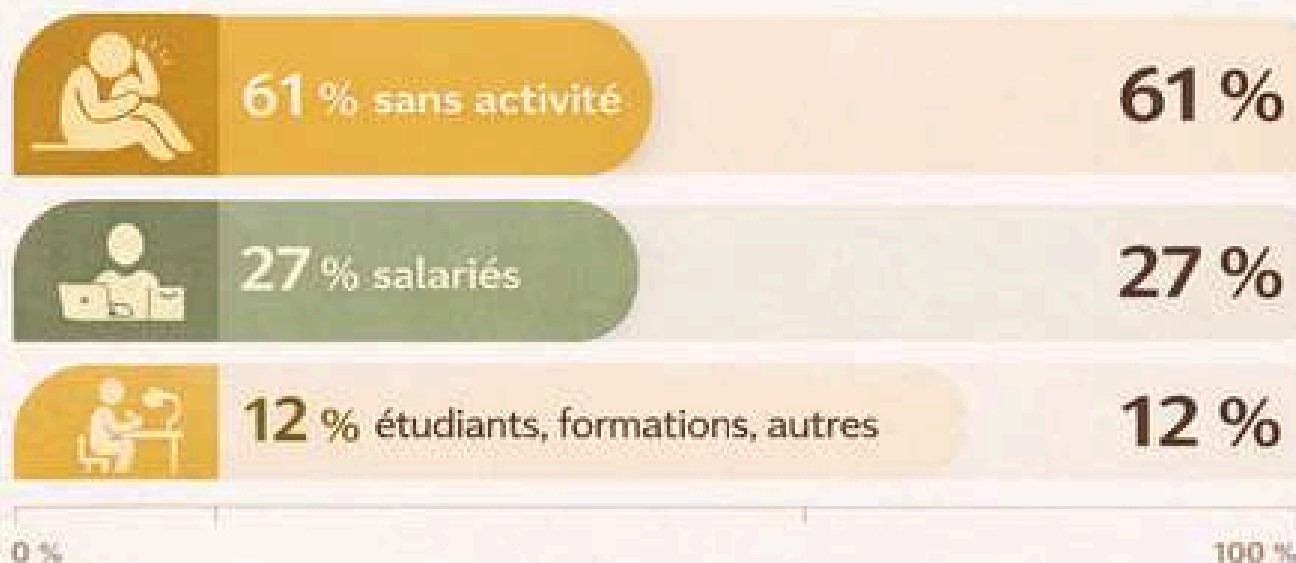 61 % sans activité 61 %
27 % salariés 27 %
12 % étudiants, formations, autres 12 %
0 % 100 %